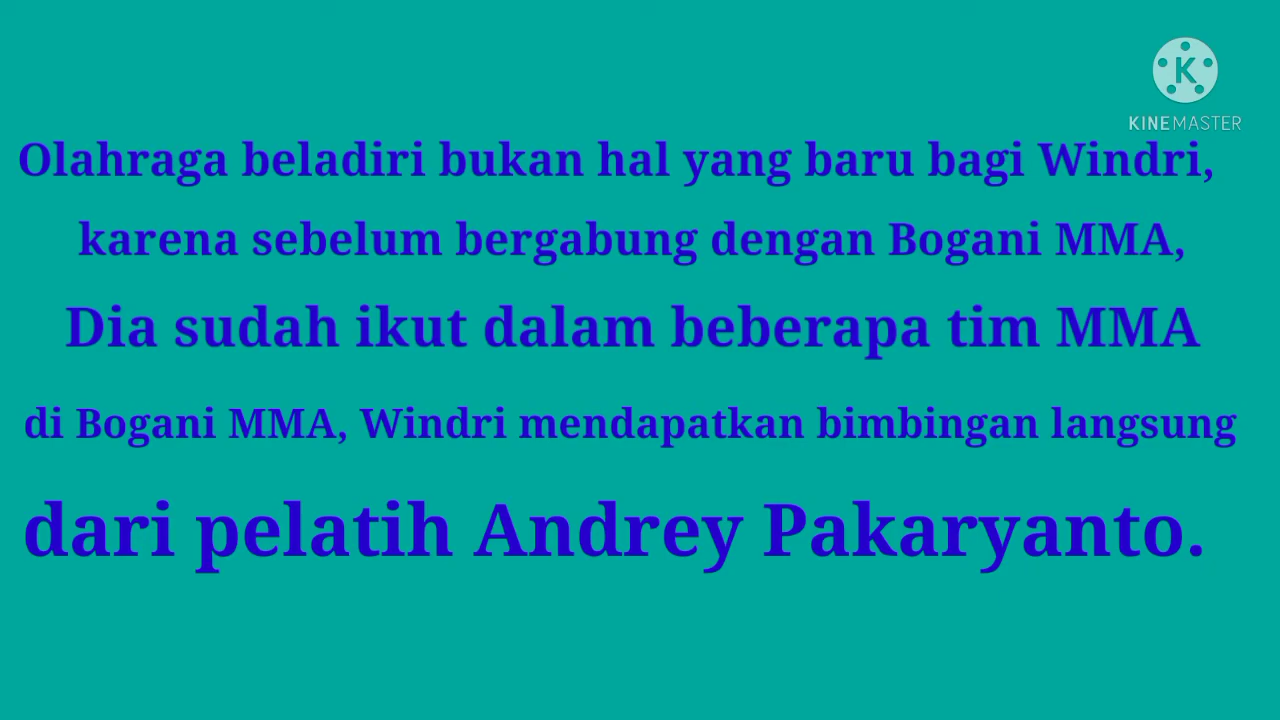 K
KINEMASTER
Olahraga beladiri bukan hal yang baru bagi Windri,
karena sebelum bergabung dengan Bogani MMA,
Dia sudah ikut dalam beberapa tim MMA
di Bogani MMA, Windri mendapatkan bimbingan langsung
dari pelatih Andrey Pakaryanto.